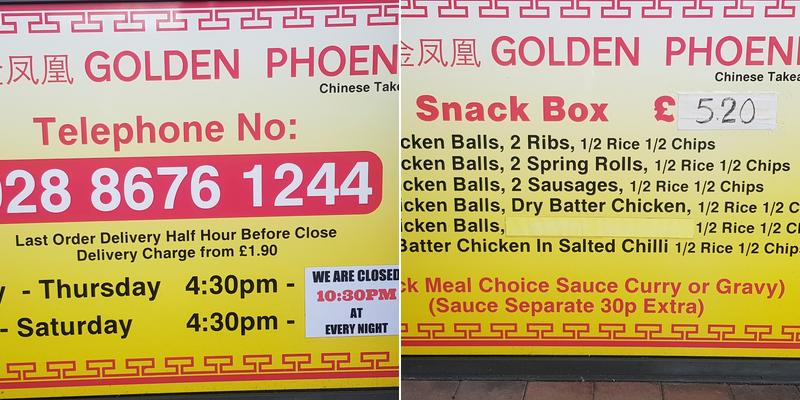 金凤凰 GOLDEN PHOEN
Chinese Take
Telephone No:
028 8676 1244
Last Order Delivery Half Hour Before Close
Delivery Charge from £1.90
y - Thursday 4:30pm -
- Saturday 4:30pm -
WE ARE CLOSED
10:30PM
AT
EVERY NIGHT
金凤凰 GOLDEN PHOENI
Chinese Takea
Snack Box £ 5.20
cken Balls, 2 Ribs, 1/2 Rice 1/2 Chips
cken Balls, 2 Spring Rolls, 1/2 Rice 1/2 Chips
cken Balls, 2 Sausages, 1/2 Rice 1/2 Chips
cken Balls, Dry Batter Chicken, 1/2 Rice 1/2 C
icken Balls, 1/2 Rice 1/2 Ch
Batter Chicken In Salted Chilli 1/2 Rice 1/2 Chips
ck Meal Choice Sauce Curry or Gravy)
(Sauce Separate 30p Extra)